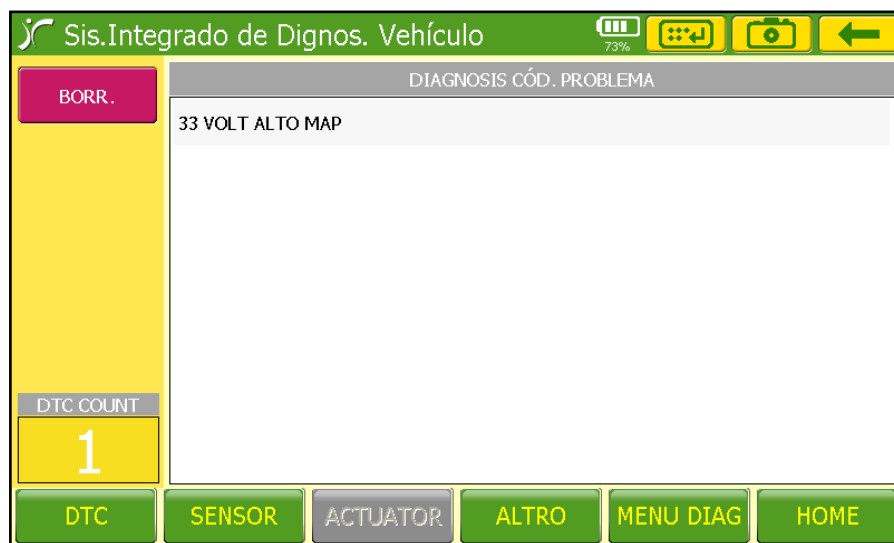 Sis.Integrado de Dignos. Vehículo
73%
BORR.
DIAGNOSIS CÓD. PROBLEMA
33 VOLT ALTO MAP
DTC COUNT
1
DTC
SENSOR
ACTUATOR
ALTRO
MENU DIAG
HOME